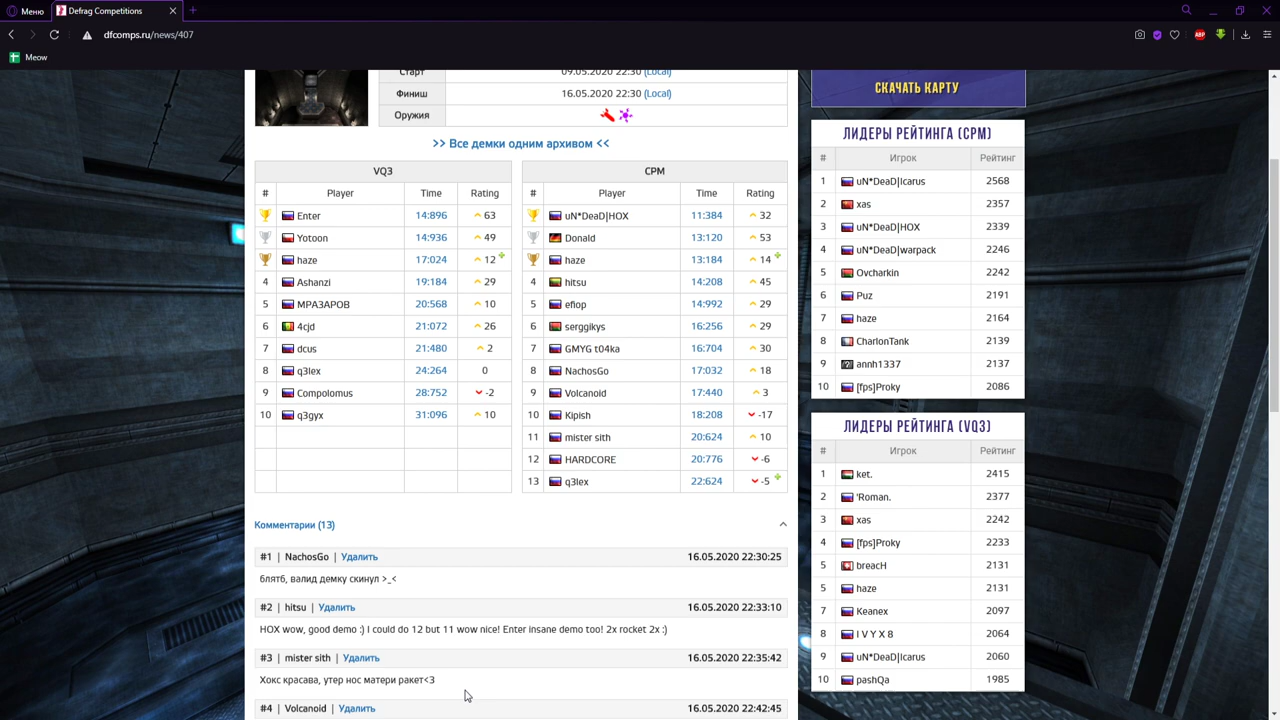 Меню
Defrag Competitions
dfcomps.ru/news/407
ABP
Meow
Старт 09.05.2020 22:30 (Local)
Финиш 16.05.2020 22:30 (Local)
Оружия
>> Все демки одним архивом <<
VQ3
# Player Time Rating
Enter 14:896 63
Yotoon 14:936 49
haze 17:024 12
4 Ashanzi 19:184 29
5 МРАЗАРОВ 20:568 10
6 4cjd 21:072 26
7 dcus 21:480 2
8 q3lex 24:264 0
9 Compolomus 28:752 -2
10 q3gyx 31:096 10
CPM
# Player Time Rating
uN*DeaD|HOX 11:384 32
Donald 13:120 53
haze 13:184 14
4 hitsu 14:208 45
5 efiop 14:992 29
6 serggikys 16:256 29
7 GMYG t04ka 16:704 30
8 NachosGo 17:032 18
9 Volcanoid 17:440 3
10 Kipish 18:208 -17
11 mister sith 20:624 10
12 HARDCORE 20:776 -6
13 q3lex 22:624 -5
Комментарии (13)
#1 | NachosGo | Удалить 16.05.2020 22:30:25
блятб, валид демку скинул >_<
#2 | hitsu | Удалить 16.05.2020 22:33:10
HOX wow, good demo :) I could do 12 but 11 wow nice! Enter insane demo too! 2x rocket 2x :)
#3 | mister sith | Удалить 16.05.2020 22:35:42
Хокс красава, утер нос матери ракет<3
#4 | Volcanoid | Удалить 16.05.2020 22:42:45
СКАЧАТЬ КАРТУ
ЛИДЕРЫ РЕЙТИНГА (CPM)
# Игрок Рейтинг
1 uN*DeaD|Icarus 2568
2 xas 2357
3 uN*DeaD|HOX 2339
4 uN*DeaD|warpack 2246
5 Ovcharkin 2242
6 Puz 2191
7 haze 2164
8 CharlonTank 2139
9 annh1337 2137
10 [fps]Proky 2086
ЛИДЕРЫ РЕЙТИНГА (VQ3)
# Игрок Рейтинг
1 ket. 2415
2 'Roman. 2377
3 xas 2242
4 [fps]Proky 2233
5 breacH 2131
5 haze 2131
7 Keanex 2097
8 I V Y X 8 2064
9 uN*DeaD|Icarus 2060
10 pashQa 1985